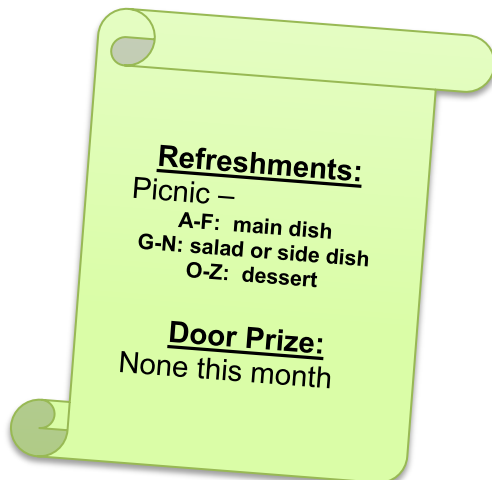 Refreshments:
Picnic –
A-F:  main dish
G-N: salad or side dish
O-Z:  dessert
Door Prize:
None this month